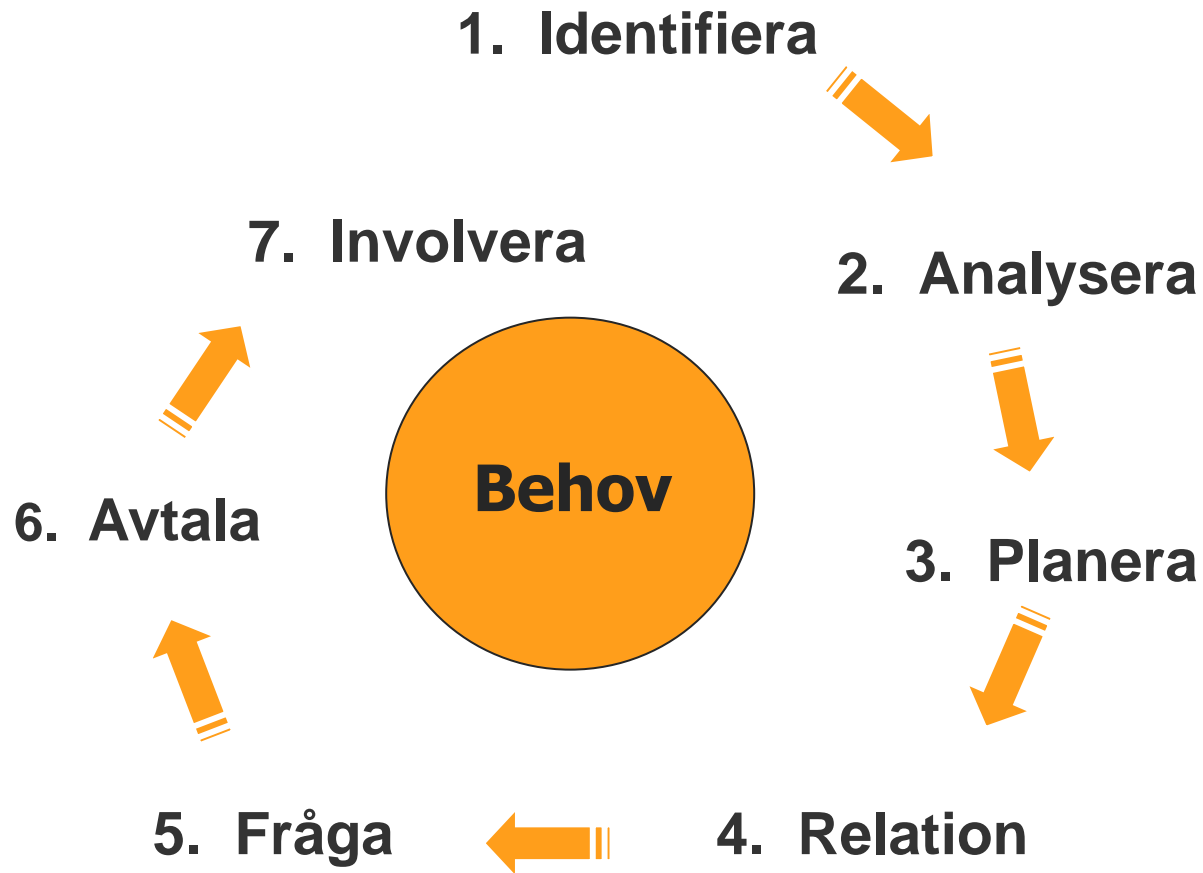 1. Identifiera
2. Analysera
3. Planera
4. Relation
5. Fråga
6. Avtala
7. Involvera
Behov